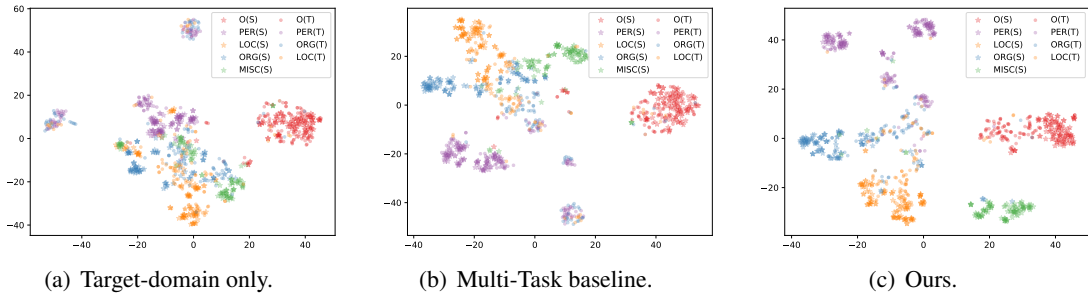 60
40
20
0
−20
−40
−40
−20
0
20
40
O(S)
PER(S)
LOC(S)
ORG(S)
MISC(S)
O(T)
PER(T)
ORG(T)
LOC(T)
20
0
−20
−40
−40
−20
0
20
40
60
O(S)
PER(S)
LOC(S)
ORG(S)
MISC(S)
O(T)
PER(T)
ORG(T)
LOC(T)
40
20
0
−20
−40
−20
0
20
40
O(S)
PER(S)
LOC(S)
ORG(S)
MISC(S)
O(T)
PER(T)
ORG(T)
LOC(T)
(a) Target-domain only.
(b) Multi-Task baseline.
(c) Ours.